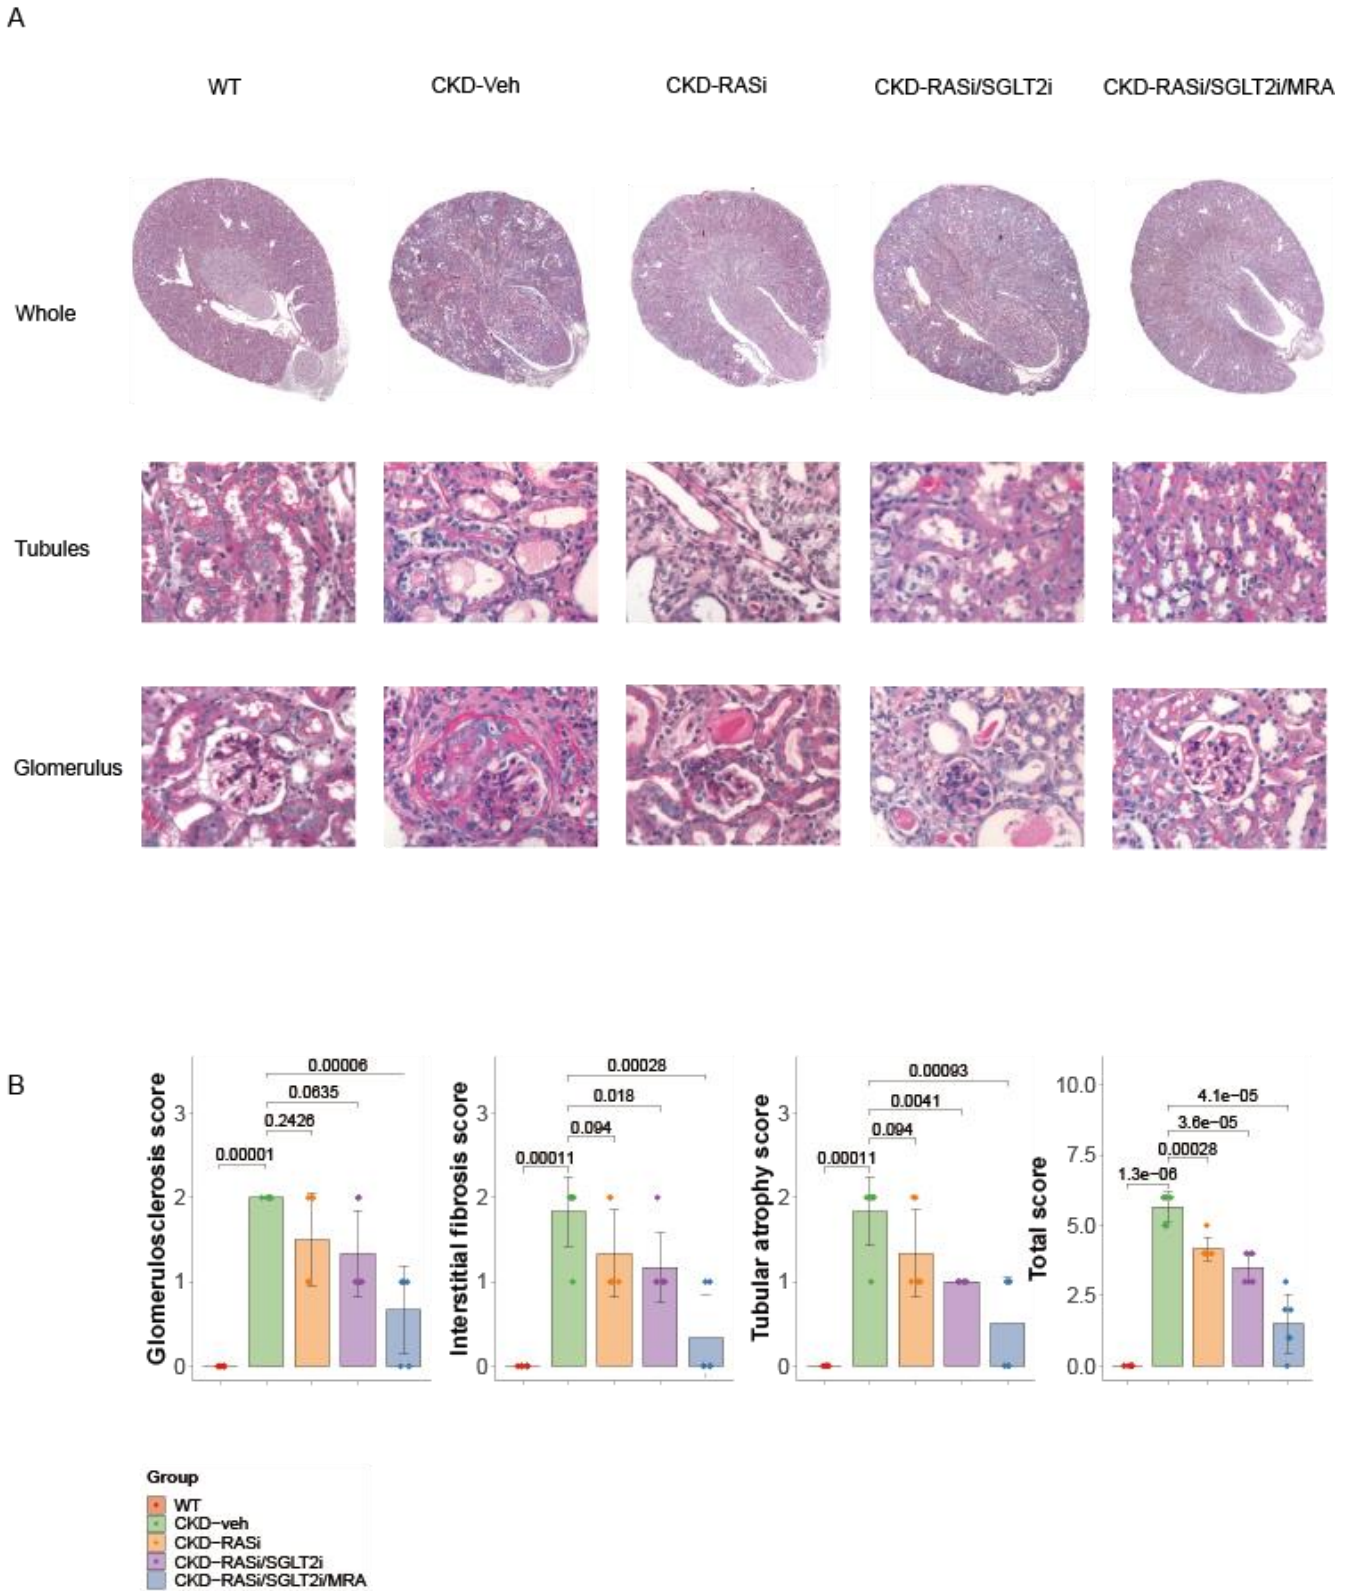 A
WT CKD-Veh CKD-RASi CKD-RASi/SGLT2i CKD-RASi/SGLT2i/MRA
Whole
Tubules
Glomerulus
B
Glomerulosclerosis score
3
2
1
0
0.00006
0.0635
0.2426
0.00001
Interstitial fibrosis score
3
2
1
0
0.00028
0.018
0.094
0.00011
Tubular atrophy score
3
2
1
0
0.00093
0.0041
0.094
0.00011
Total score
10.0
7.5
5.0
2.5
0.0
4.1e−05
3.6e−05
0.00028
1.3e−06
Group
WT
CKD−veh
CKD−RASi
CKD−RASi/SGLT2i
CKD−RASi/SGLT2i/MRA